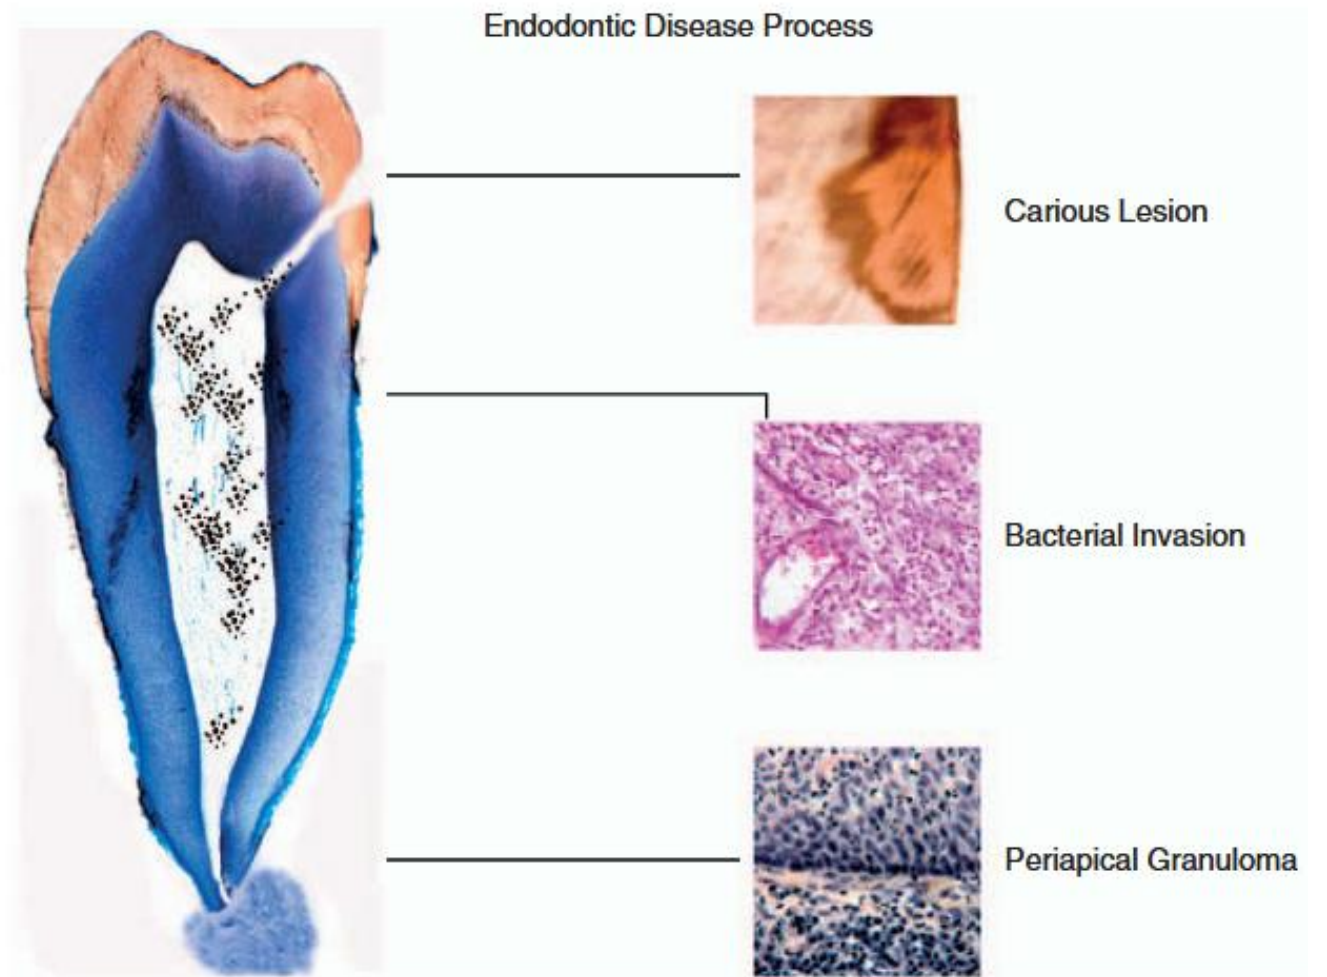 Endodontic Disease Process
Carious Lesion
Bacterial Invasion
Periapical Granuloma